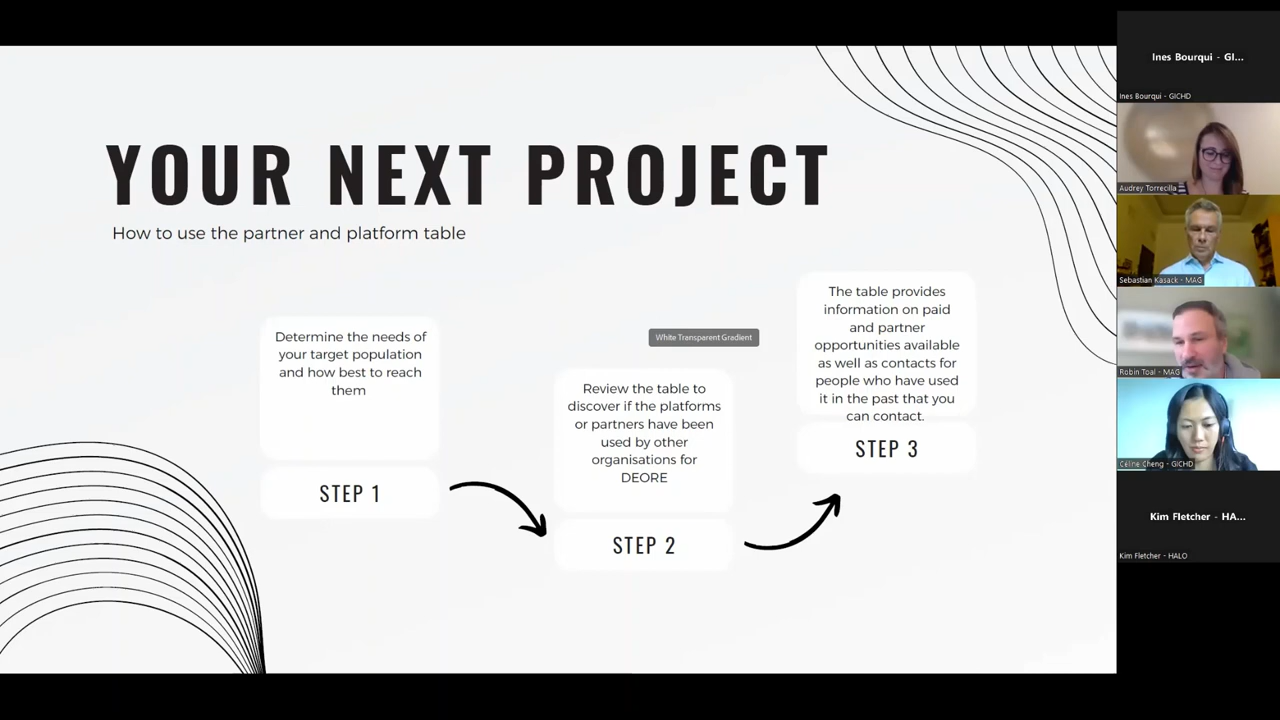 YOUR NEXT PROJECT
How to use the partner and platform table
Determine the needs of
your target population
and how best to reach
them
STEP 1
White Transparent Gradient
Review the table to
discover if the platforms
or partners have been
used by other
organisations for
DEORE
STEP 2
The table provides
information on paid
and partner
opportunities available
as well as contacts for
people who have used
it in the past that you
can contact.
STEP 3
Ines Bourqui - GI...
Ines Bourqui - GICHD
Audrey Torrecilla
Sebastian Kasack - MAG
Robin Toal - MAG
Céline Cheng - GICHD
Kim Fletcher - HA...
Kim Fletcher - HALO